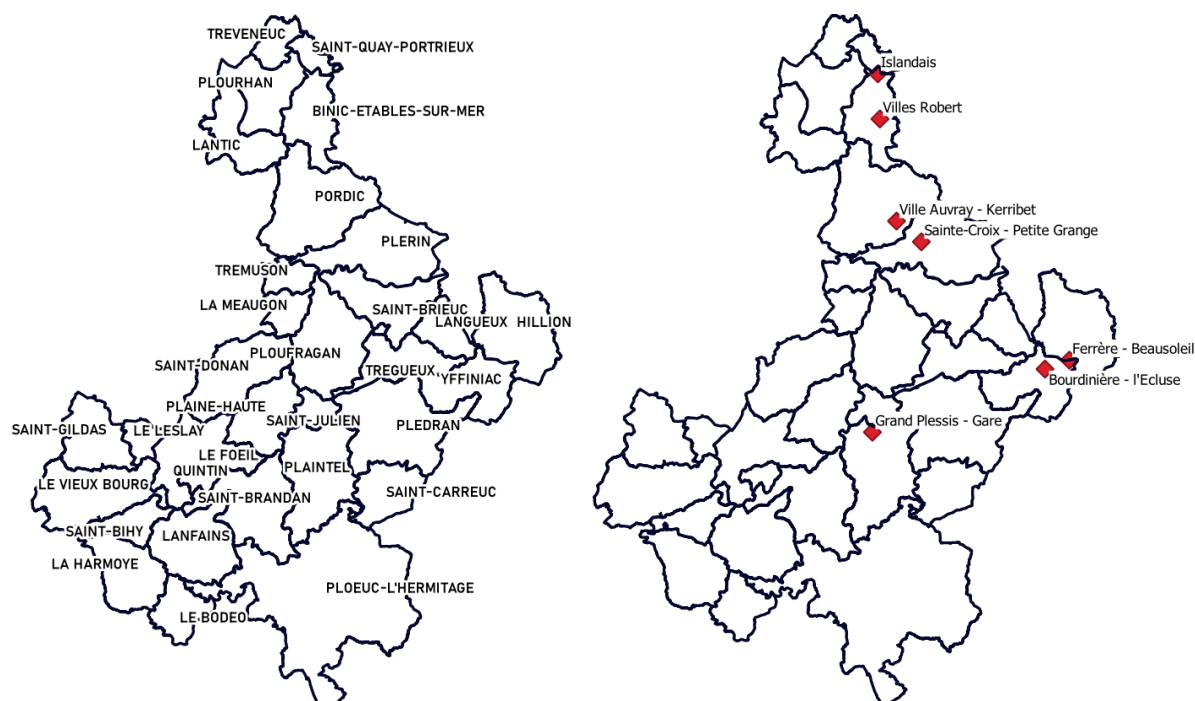 TREVENEUC
SAINT-QUAY-PORTRIEUX
PLOURHAN
BINIC-ETABLES-SUR-MER
LANTIC
PORDIC
PLERIN
TREMUSON
LA MEAUGON
SAINT-BRIEUC
LANGUEUX
HILLION
SAINT-DONAN
PLOUFRAGAN
TREGUEUX
YFFINIAC
PLAINE-HAUTE
SAINT-JULIEN
PLEDRAN
SAINT-GILDAS
LE LESLAY
LE FOEIL
QUINTIN
PLAINTEL
LE VIEUX BOURG
SAINT-BRANDAN
SAINT-CARREUC
SAINT-BIHY
LANFAINS
LA HARMOYE
PLOEUC-L'HERMITAGE
LE BODEO
Islandais
Villes Robert
Ville Auvray - Kerribet
Sainte-Croix - Petite Grange
Ferrère - Beausoleil
Bourdinière - l'Ecluse
Grand Plessis - Gare